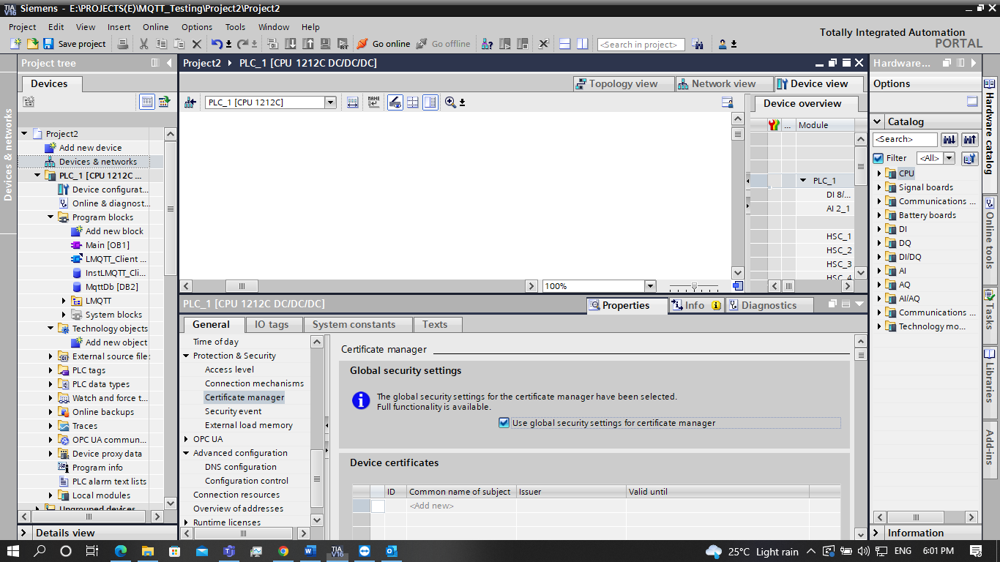 Siemens - E:\PROJECTS(E)\MQTT_Testing\Project2\Project2
TIA
V16
Project Edit View Insert Online Options Tools Window Help
Totally Integrated Automation
PORTAL
Save project
Go online
Go offline
<Search in project>
Project tree
Devices
Devices & networks
Project2
Add new device
Devices & networks
PLC_1 [CPU 1212C ...
Device configurat...
Online & diagnost...
Program blocks
Add new block
Main [OB1]
LMQTT_Client ...
InstLMQTT_Cli...
MqttDb [DB2]
LMQTT
System blocks
Technology objects
Add new object
External source file
PLC tags
PLC data types
Watch and force t...
Online backups
Traces
OPC UA commun...
Device proxy data
Program info
PLC alarm text lists
Local modules
Ungrouped devices
Details view
Project2 PLC_1 [CPU 1212C DC/DC/DC]
Topology view
Network view
Device view
PLC_1 [CPU 1212C]
NAME
100%
Device overview
... Module
PLC_1
DI 8/...
AI 2_1
HSC_1
HSC_2
HSC_3
HSC_4
PLC_1 [CPU 1212C DC/DC/DC]
Properties
Info
Diagnostics
General
IO tags
System constants
Texts
Time of day
Protection & Security
Access level
Connection mechanisms
Certificate manager
Security event
External load memory
OPC UA
Advanced configuration
DNS configuration
Configuration control
Connection resources
Overview of addresses
Runtime licenses
Certificate manager
Global security settings
The global security settings for the certificate manager have been selected.
Full functionality is available.
Use global security settings for certificate manager
Device certificates
ID Common name of subject Issuer Valid until
<Add new>
Hardware...
Options
Catalog
<Search>
Filter <All>
CPU
Signal boards
Communications ...
Battery boards
DI
DQ
DI/DQ
AI
AQ
AI/AQ
Communications ...
Technology mo...
Information
Hardware catalog
Online tools
Tasks
Libraries
Add-ins
TIA
V16
25°C Light rain
ENG
6:01 PM